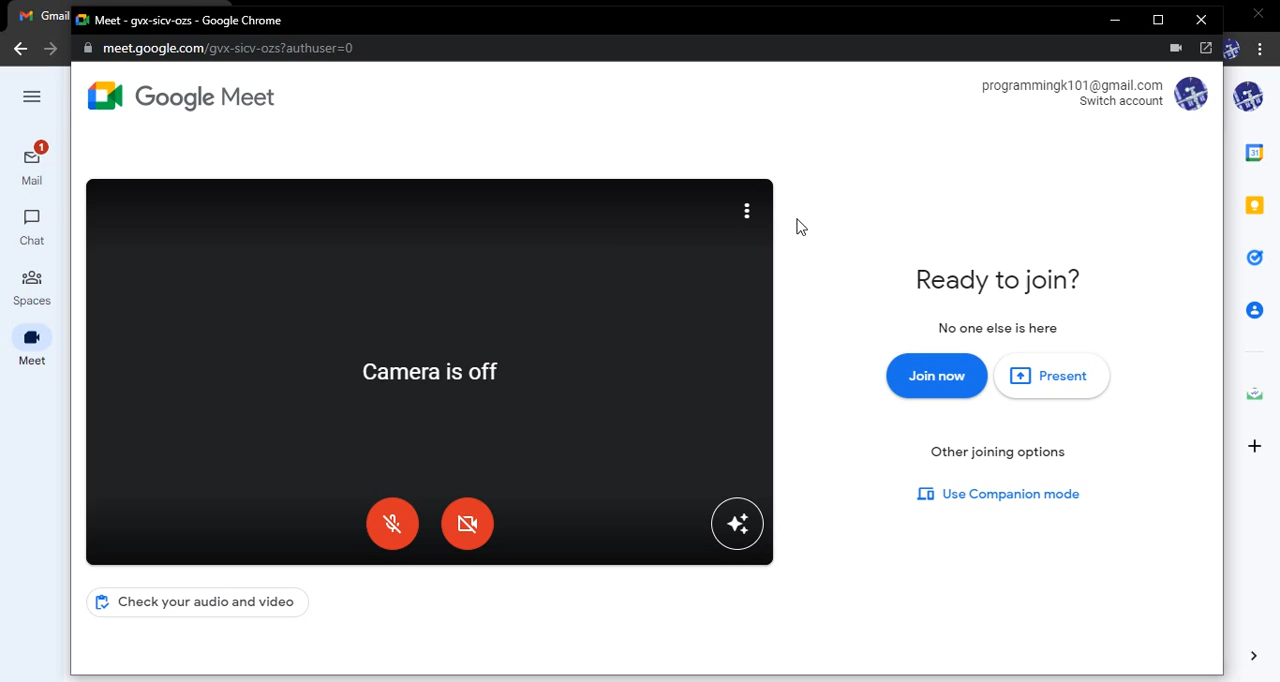 Gmail
Meet - gvx-sicv-ozs - Google Chrome
meet.google.com/gvx-sicv-ozs?authuser=0
Google Meet
programmingk101@gmail.com
Switch account
1
Mail
Chat
Spaces
Meet
Camera is off
Ready to join?
No one else is here
Join now
Present
Other joining options
Use Companion mode
Check your audio and video
31